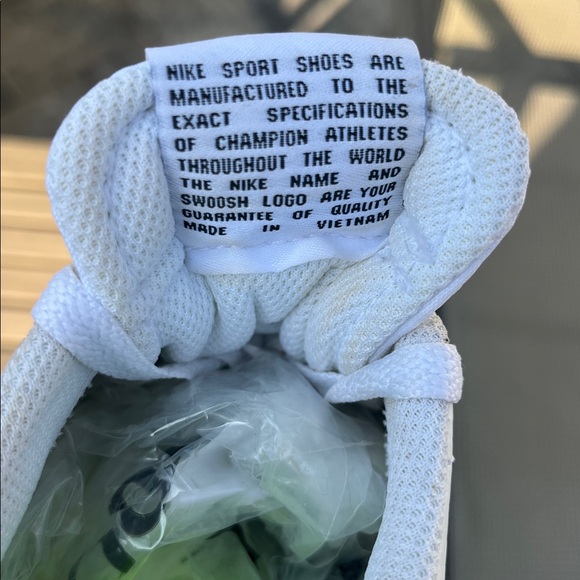 NIKE SPORT SHOES ARE
MANUFACTURED TO THE
EXACT SPECIFICATIONS
OF CHAMPION ATHLETES
THROUGHOUT THE WORLD
THE NIKE NAME AND
SWOOSH LOGO ARE YOUR
GUARANTEE OF QUALITY
MADE IN VIETNAM